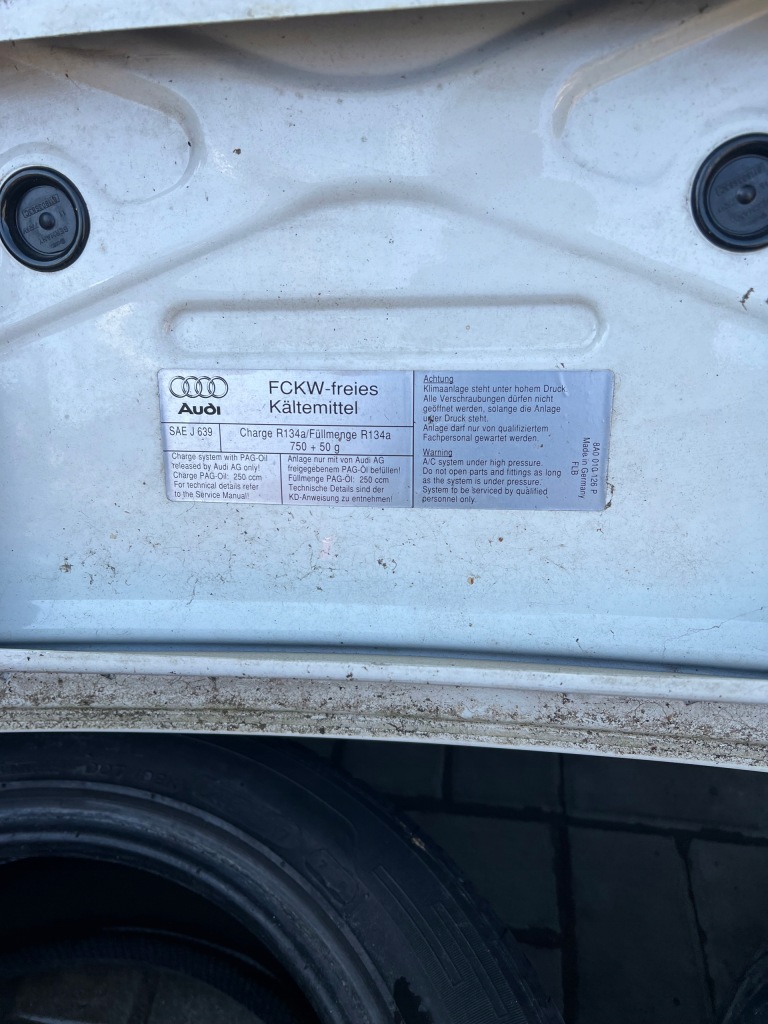 Audi
FCKW-freies
Kältemittel
SAE J 639
Charge R134a/Füllmenge R134a
750 + 50 g
Charge system with PAG-Oil
released by Audi AG only!
Charge PAG-Oil: 250 ccm
For technical details refer
to the Service Manual!
Anlage nur mit von Audi AG
freigegebenem PAG-Öl befüllen!
Füllmenge PAG-Öl: 250 ccm
Technische Details sind der
KD-Anweisung zu entnehmen!
Achtung
Klimaanlage steht unter hohem Druck.
Alle Verschraubungen dürfen nicht
geöffnet werden, solange die Anlage
unter Druck steht.
Anlage darf nur von qualifiziertem
Fachpersonal gewartet werden.
Warning
A/C system under high pressure.
Do not open parts and fittings as long
as the system is under pressure.
System to be serviced by qualified
personnel only.
8A0 010 126 P
Made in Germany
FLB